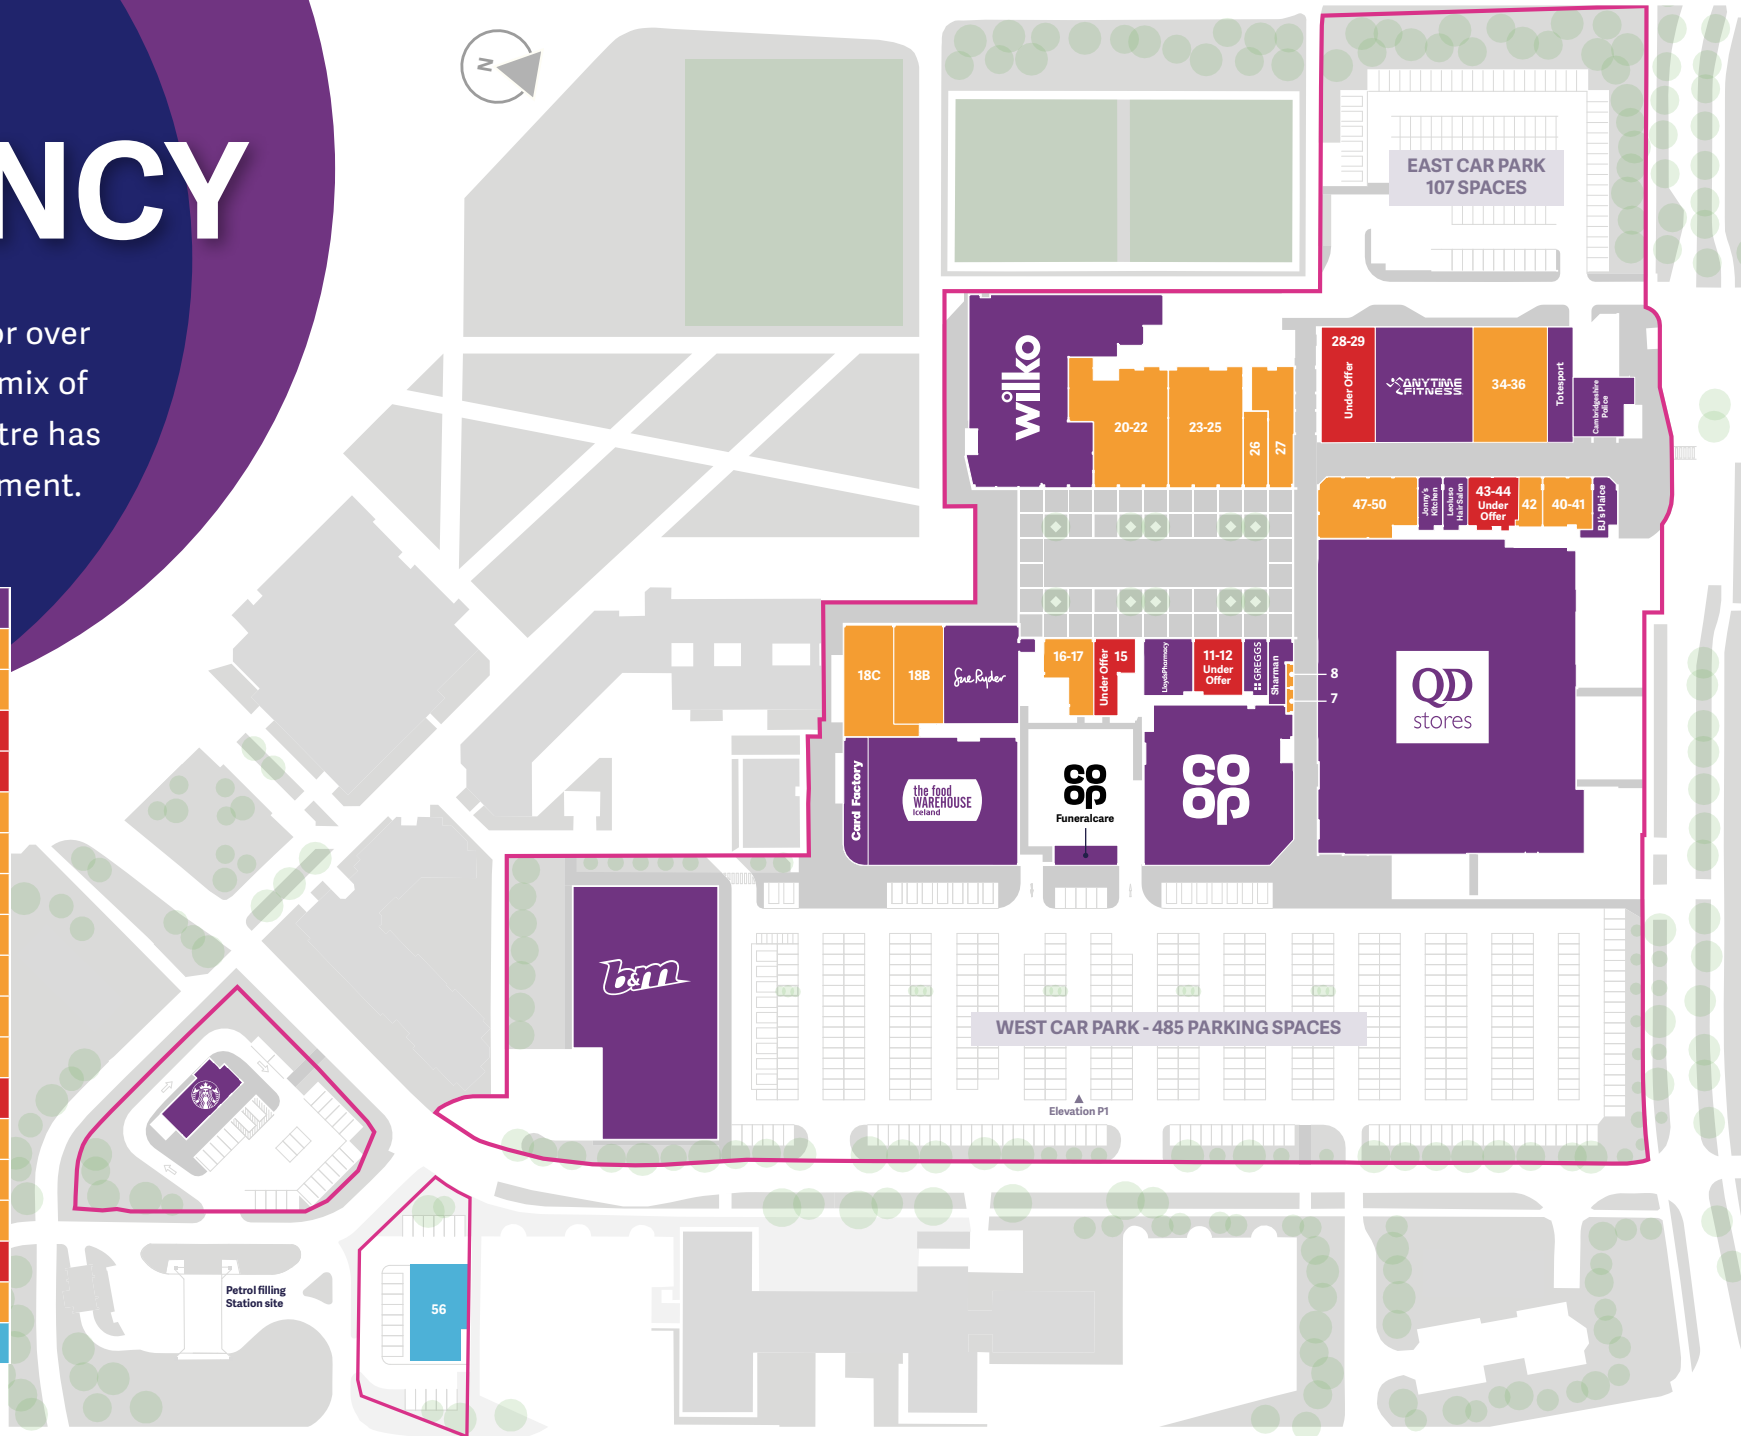 NCY
or over
mix of
tre has
ment.
N
EAST CAR PARK
107 SPACES
wilko
20-22
23-25
26
27
28-29
Under Offer
ANYTIME
FITNESS
34-36
Totesport
Cambridgeshire
Police
47-50
Jonny's
Kitchen
Leoluso
Hair Salon
43-44
Under
Offer
42
40-41
BJ's Plaice
18C
18B
Sue Ryder
16-17
Under Offer
15
LloydsPharmacy
11-12
Under
Offer
GREGGS
Sharman
8
7
QD
stores
Card Factory
the food
WAREHOUSE
iceland
CO
OP
Funeralcare
CO
OP
b&m
WEST CAR PARK - 485 PARKING SPACES
Elevation P1
Petrol filling
Station site
56